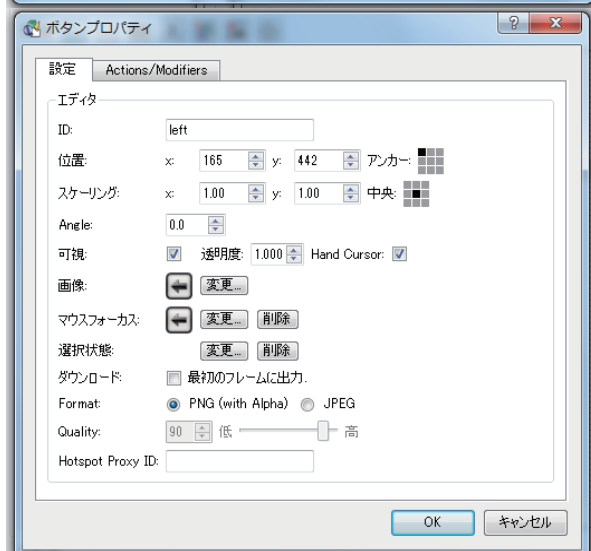 ボタンプロパティ
設定 Actions/Modifiers
エディタ
ID: left
位置: x: 165 y: 442 アンカー:
スケーリング: x: 1.00 y: 1.00 中央:
Angle: 0.0
可視: 透明度: 1.000 Hand Cursor:
画像: 変更...
マウスフォーカス: 変更... 削除
選択状態: 変更... 削除
ダウンロード: 最初のフレームに出力.
Format: PNG (with Alpha) JPEG
Quality: 90 低 高
Hotspot Proxy ID:
OK キャンセル